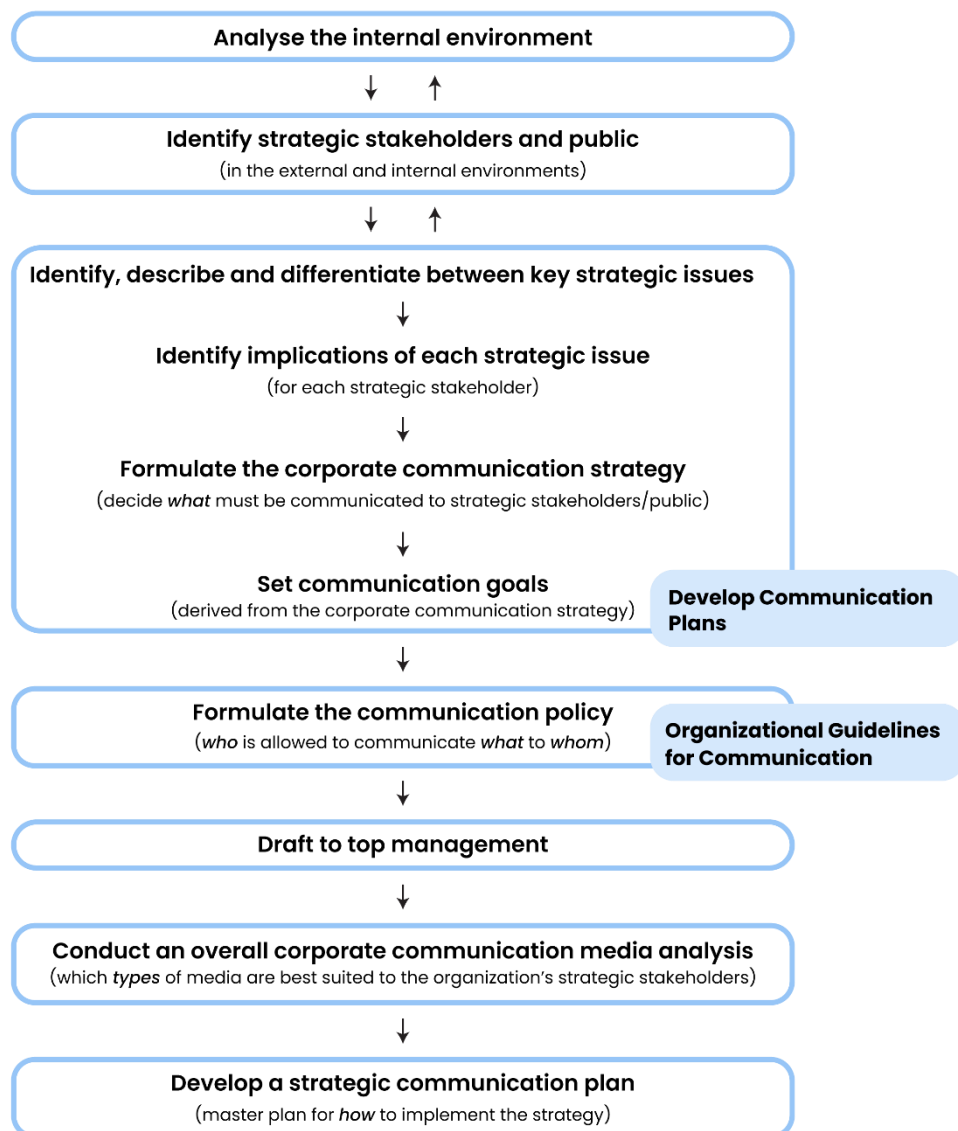 Analyse the internal environment
Identify strategic stakeholders and public
(in the external and internal environments)
Identify, describe and differentiate between key strategic issues
Identify implications of each strategic issue
(for each strategic stakeholder)
Formulate the corporate communication strategy
(decide what must be communicated to strategic stakeholders/public)
Set communication goals
(derived from the corporate communication strategy)
Develop Communication
Plans
Formulate the communication policy
(who is allowed to communicate what to whom)
Organizational Guidelines
for Communication
Draft to top management
Conduct an overall corporate communication media analysis
(which types of media are best suited to the organization’s strategic stakeholders)
Develop a strategic communication plan
(master plan for how to implement the strategy)